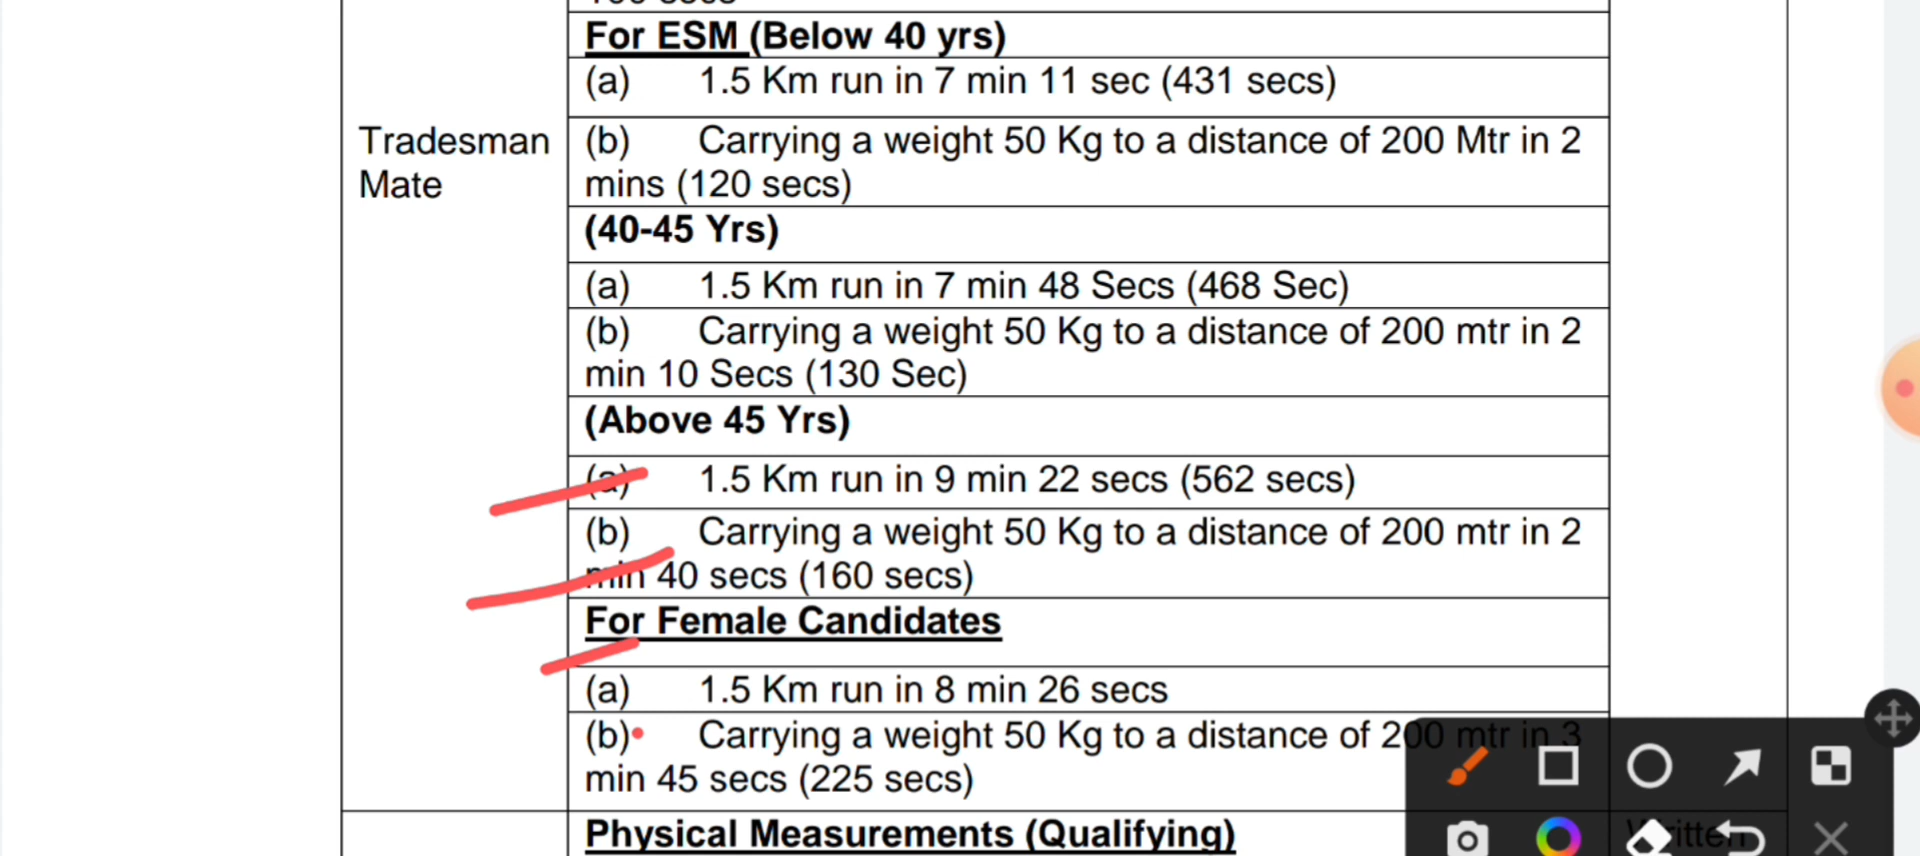 For ESM (Below 40 yrs)
(a) 1.5 Km run in 7 min 11 sec (431 secs)
Tradesman
Mate
(b) Carrying a weight 50 Kg to a distance of 200 Mtr in 2
mins (120 secs)
(40-45 Yrs)
(a) 1.5 Km run in 7 min 48 Secs (468 Sec)
(b) Carrying a weight 50 Kg to a distance of 200 mtr in 2
min 10 Secs (130 Sec)
(Above 45 Yrs)
(a) 1.5 Km run in 9 min 22 secs (562 secs)
(b) Carrying a weight 50 Kg to a distance of 200 mtr in 2
min 40 secs (160 secs)
For Female Candidates
(a) 1.5 Km run in 8 min 26 secs
(b) Carrying a weight 50 Kg to a distance of 200 mtr in 3
min 45 secs (225 secs)
Physical Measurements (Qualifying)